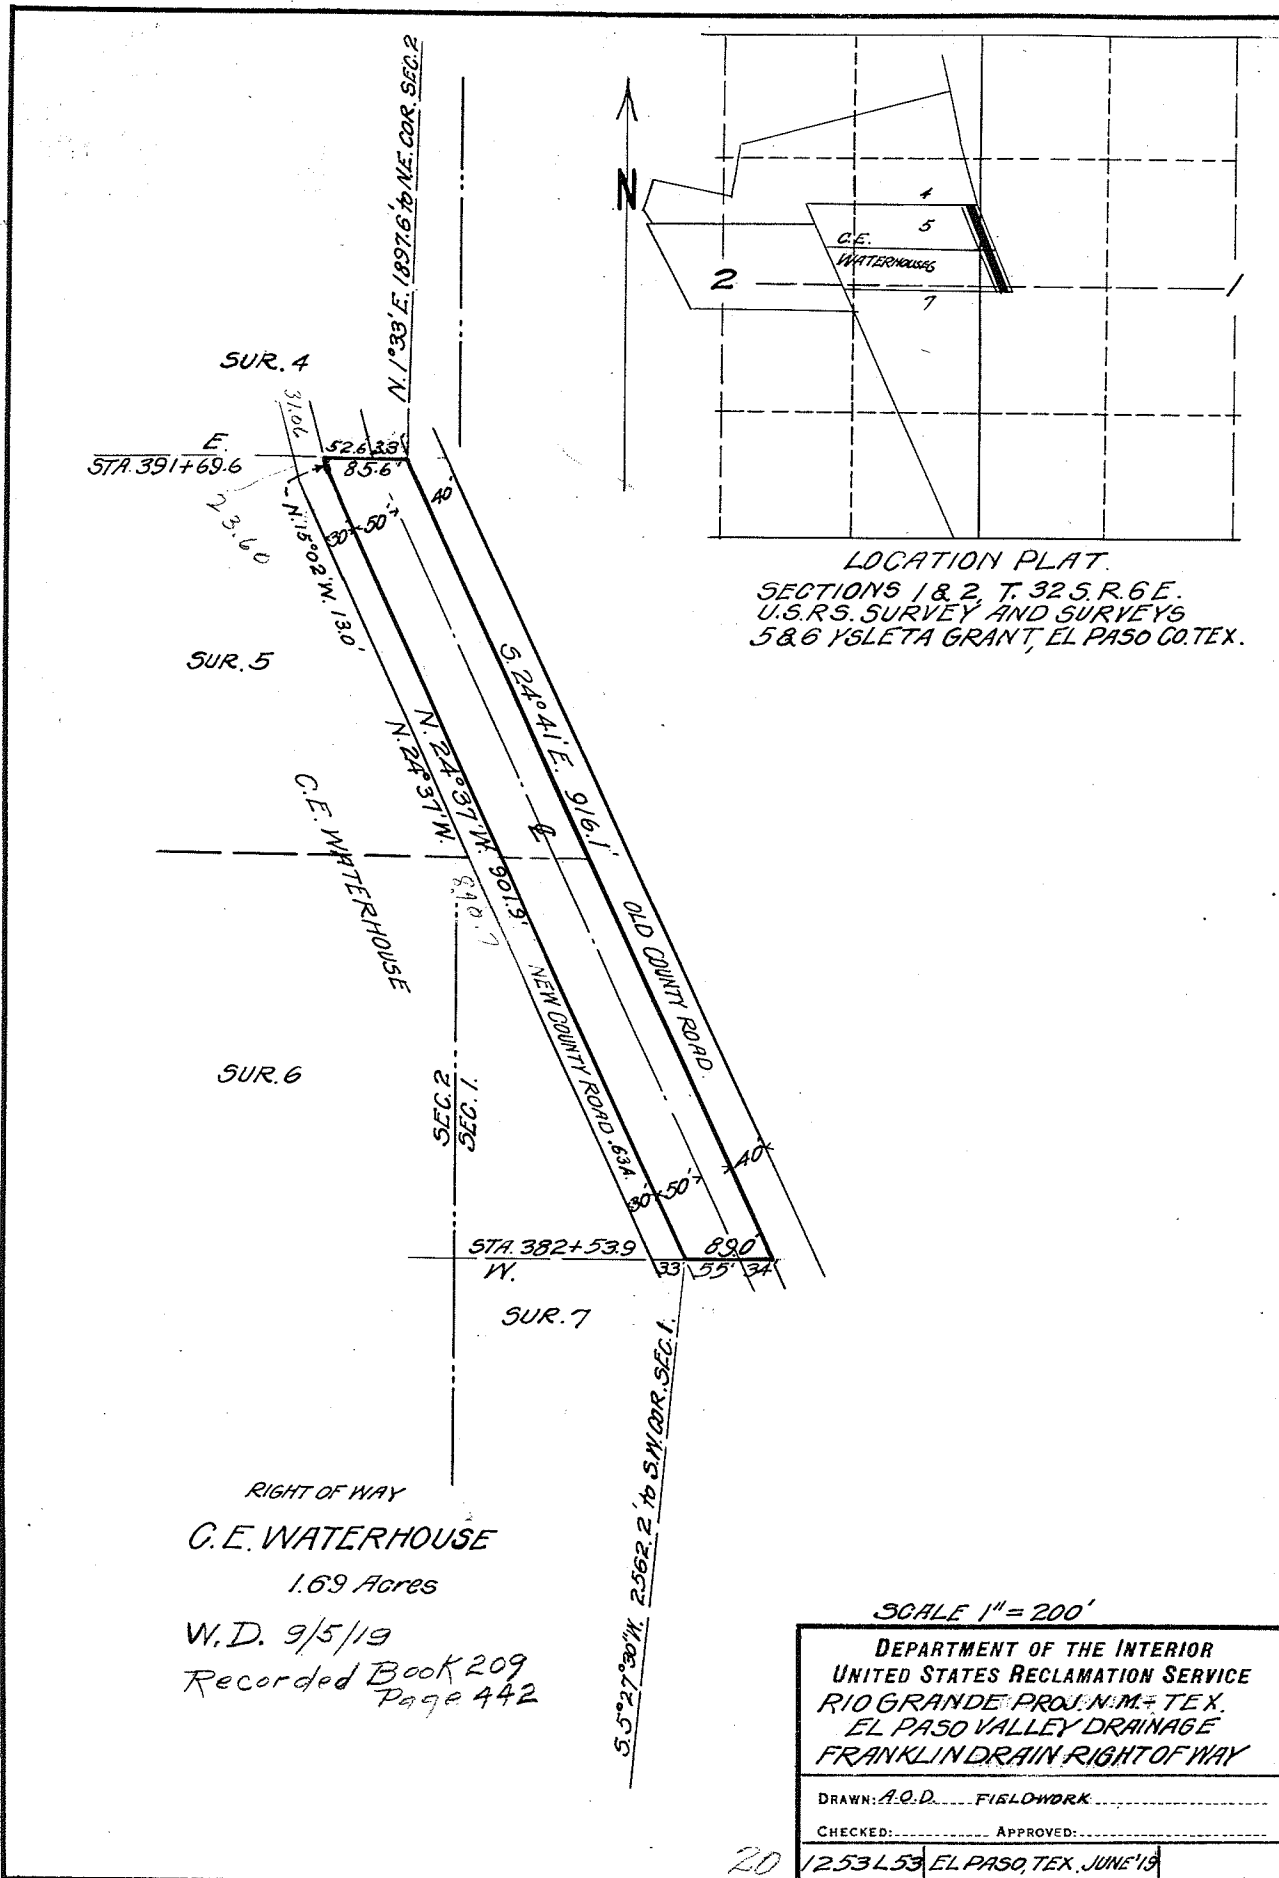 N. 1°33' E. 1897.6' to N.E. COR. SEC. 2
N
4
5
C.E.
WATERHOUSE
6
2
7
1
LOCATION PLAT.
SECTIONS 1 & 2, T. 32 S. R. 6 E.
U.S.R.S. SURVEY AND SURVEYS
5 & 6 YSLETA GRANT, EL PASO CO. TEX.
SUR. 4
31.06
E.
STA. 391+69.6
52.6 33'
85.6'
40'
23.60
30' 50'
N. 15°02' W. 13.0'
SUR. 5
S. 24°41' E. 916.1'
N. 24°37' W. 901.9'
N. 24°37' W.
890.7
C.E. WATERHOUSE
OLD COUNTY ROAD.
NEW COUNTY ROAD .63A.
SUR. 6
SEC. 2
SEC. 1.
40'
30' 50'
STA. 382+53.9
W.
89.0'
33' 55' 34'
SUR. 7
S. 5°27'30" W. 2562.2' to S.W. COR. SEC. 1.
RIGHT OF WAY
C. E. WATERHOUSE
1.69 Acres
W.D. 9/5/19
Recorded Book 209
Page 442
SCALE 1" = 200'
DEPARTMENT OF THE INTERIOR
UNITED STATES RECLAMATION SERVICE
RIO GRANDE PROJ. N.M.-TEX.
EL PASO VALLEY DRAINAGE
FRANKLIN DRAIN RIGHT OF WAY
DRAWN: A.O.D. FIELDWORK
CHECKED: APPROVED:
20
1253L53 EL PASO, TEX. JUNE '19